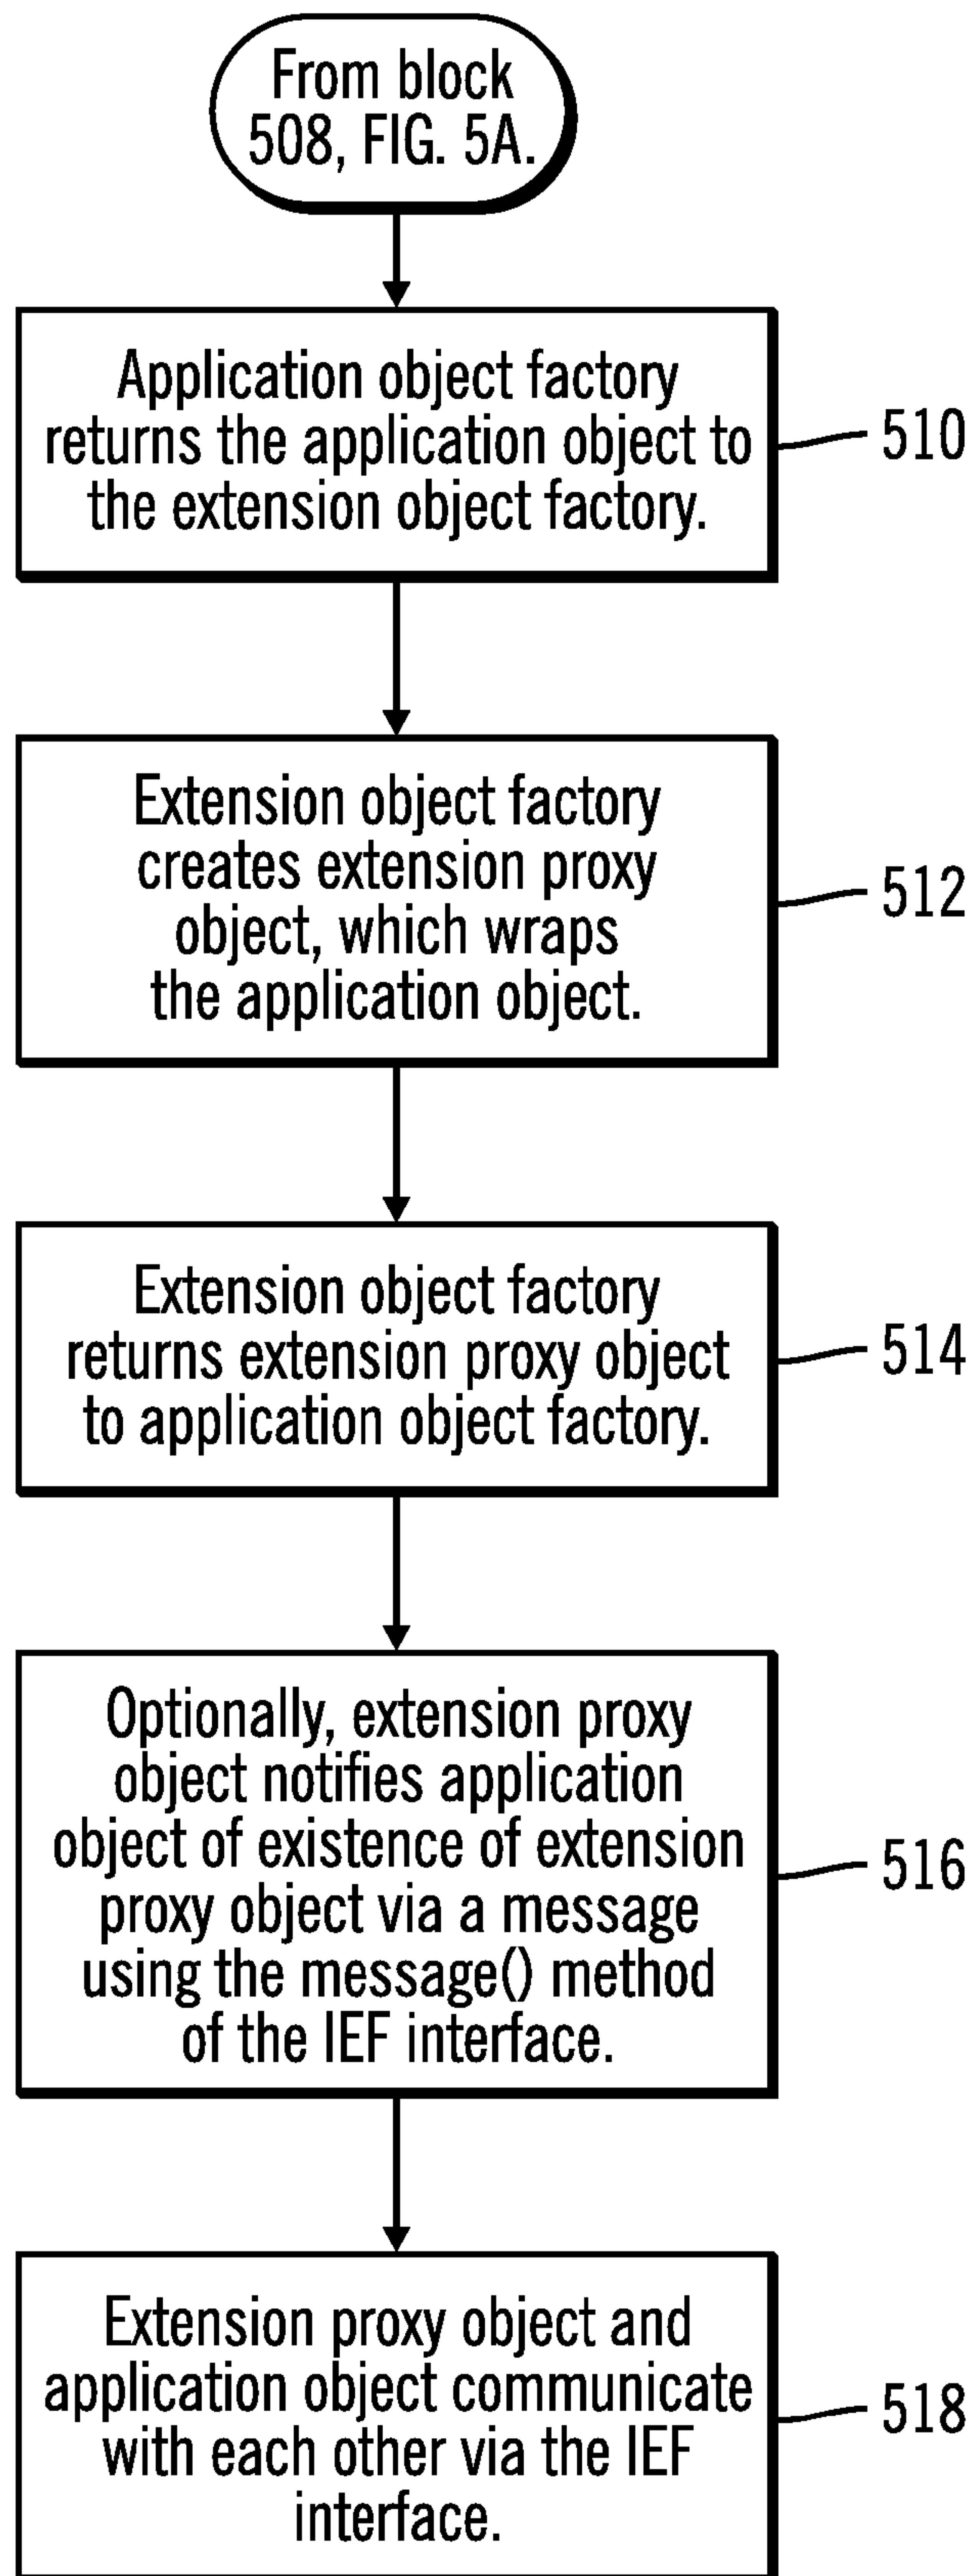 From block
508, FIG. 5A.
Application object factory
returns the application object to
the extension object factory.
510
Extension object factory
creates extension proxy
object, which wraps
the application object.
512
Extension object factory
returns extension proxy object
to application object factory.
514
Optionally, extension proxy
object notifies application
object of existence of extension
proxy object via a message
using the message() method
of the IEF interface.
516
Extension proxy object and
application object communicate
with each other via the IEF
interface.
518